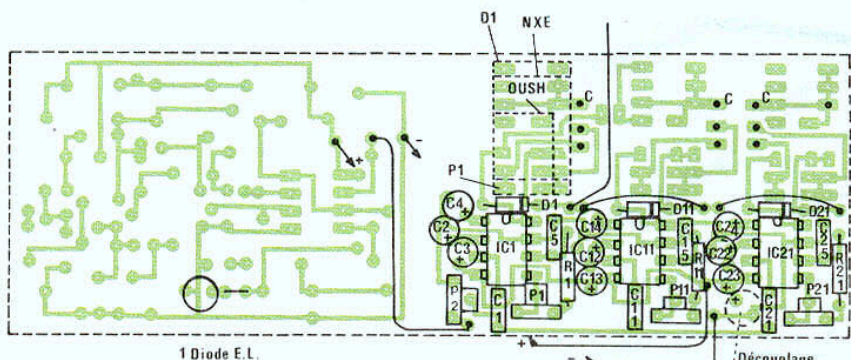 D1
NXE
OUSH
C
C
C
+
-
P1
D1
D11
D21
C4
C2
C3
IC1
C5
R1
C14
C12
C13
IC11
C15
R11
C24
C22
C23
IC21
C25
R21
P2
C1
P1
C11
P11
C21
P21
+
-
1 Diode E.L.
Découplage